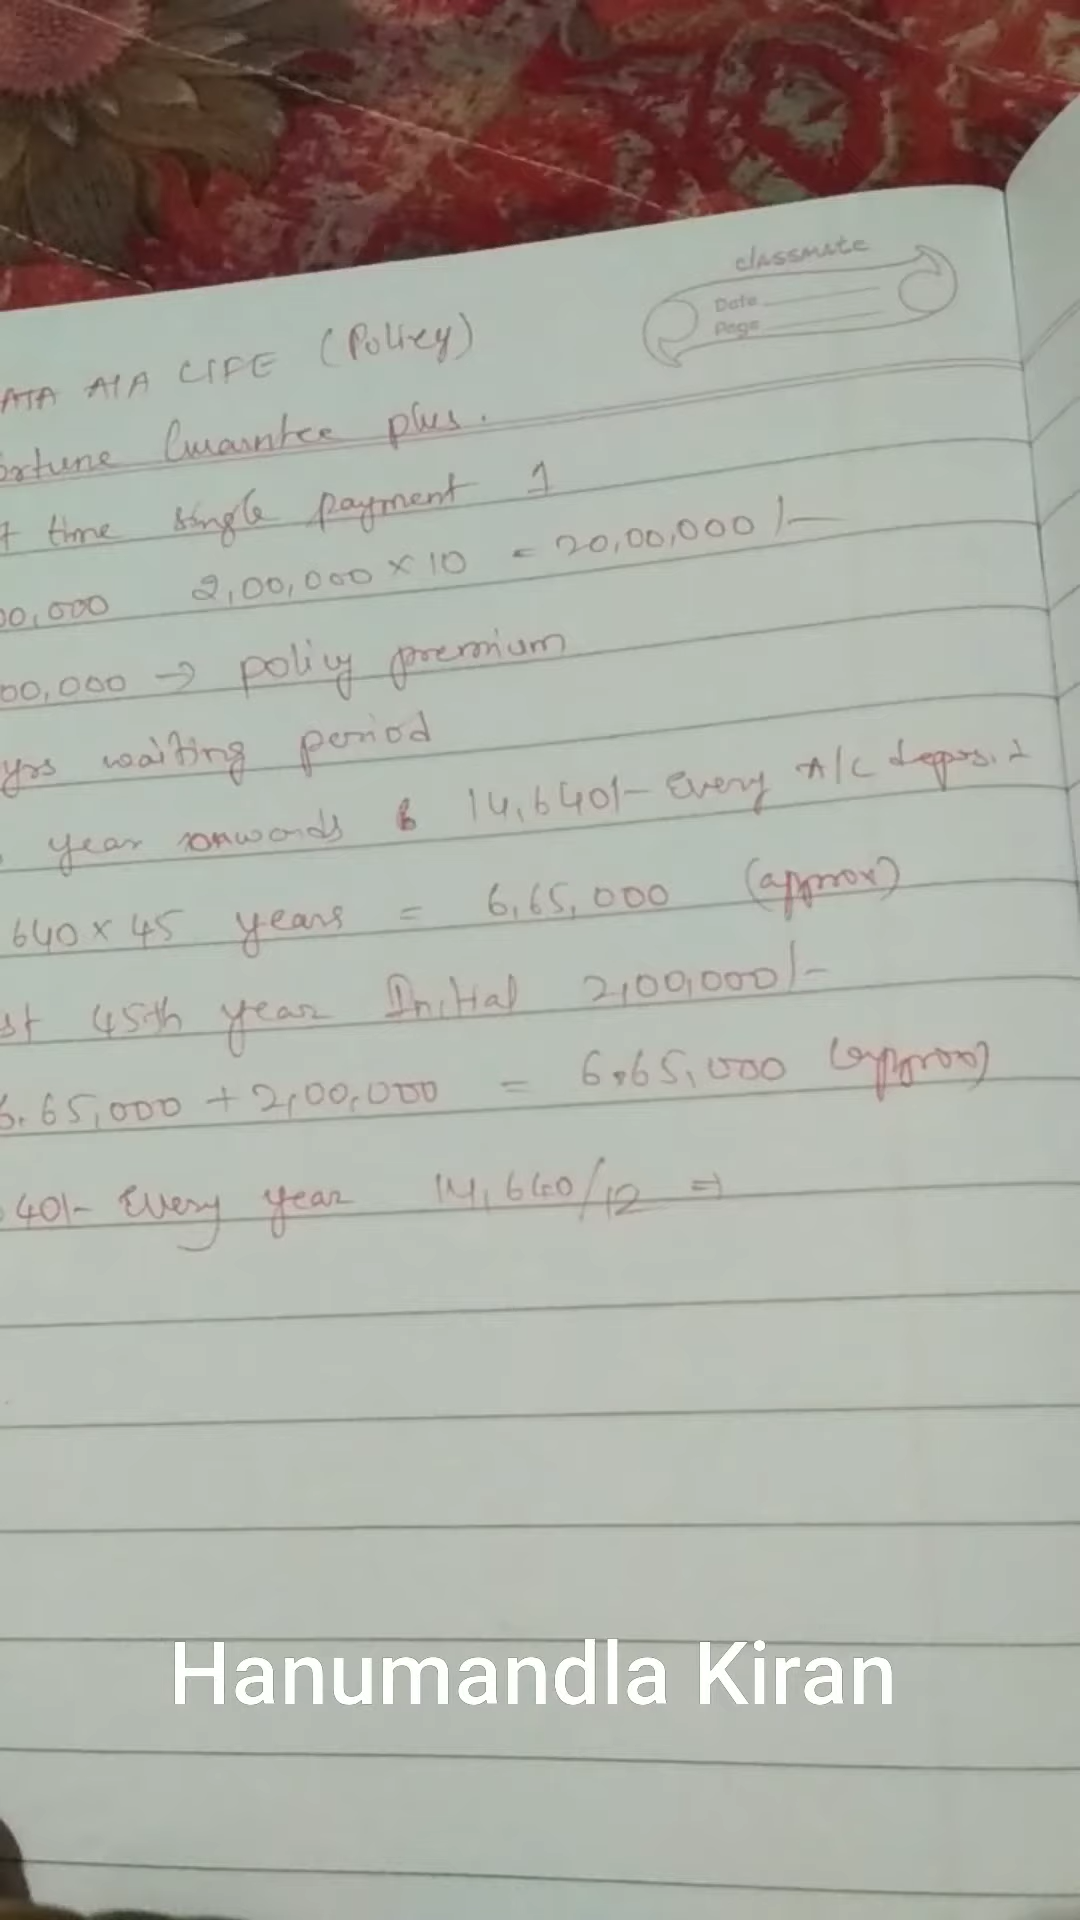 classmate
Date
Page
ATA AIA LIFE (Policy)
ortune Guarntee plus.
time single payment 1
00,000 2,00,000 × 10 = 20,00,000/-
00,000 → policy premium
yrs waiting period
year onwords 14,640/- Every A/C deposit
640 × 45 years = 6,65,000 (approx)
st 45th year Initial 2,00,000/-
6.65,000 + 2,00,000 = 6.65,000 (approx)
40/- Every year 14,640/12 ⇒
Hanumandla Kiran